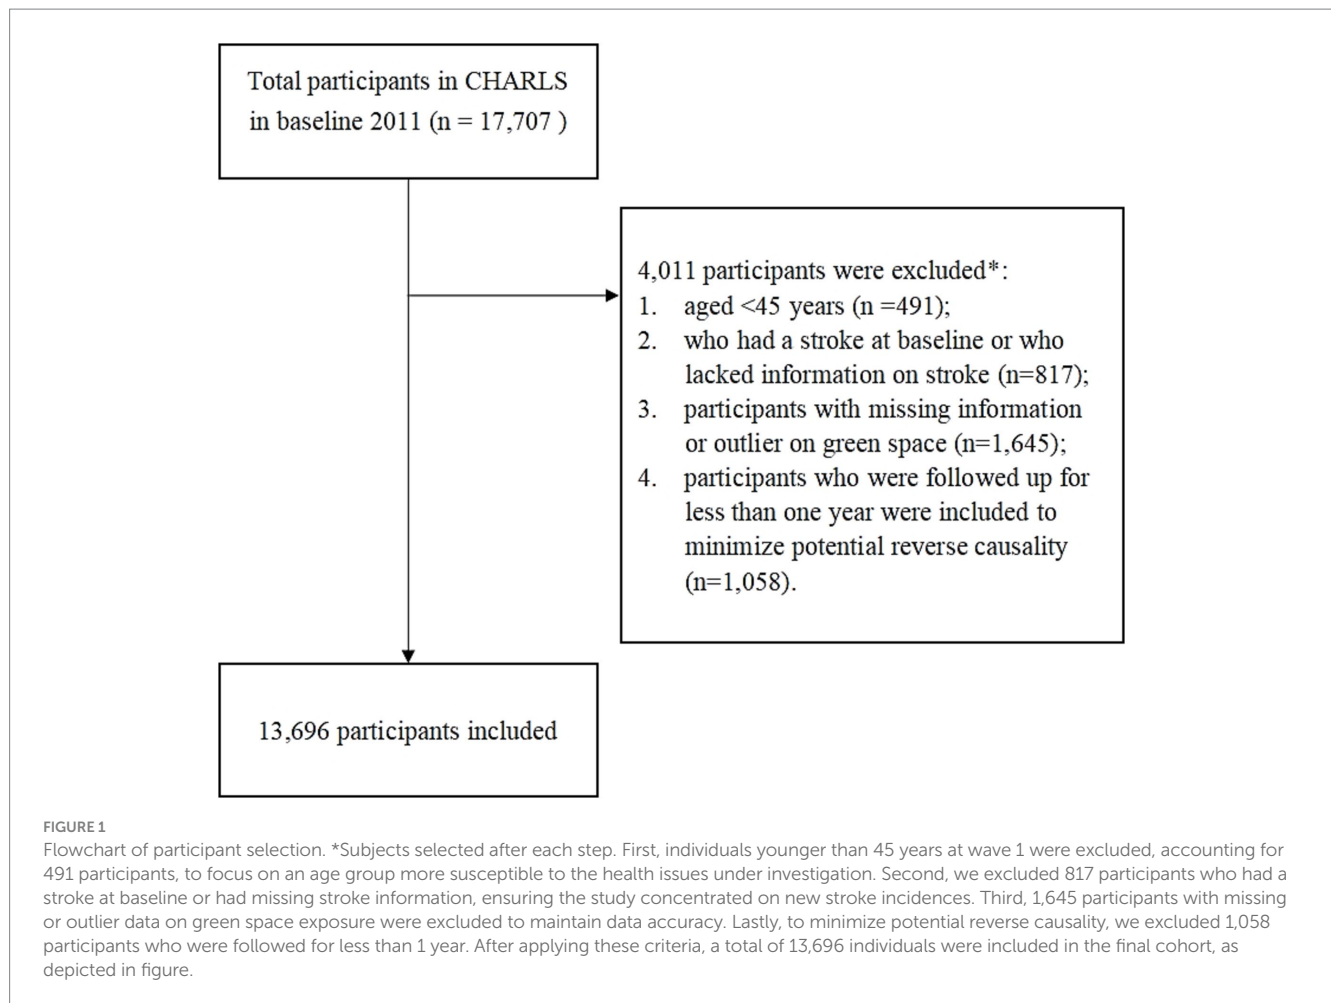 Total participants in CHARLS
in baseline 2011 (n = 17,707 )
4,011 participants were excluded*:
1. aged <45 years (n =491);
2. who had a stroke at baseline or who
lacked information on stroke (n=817);
3. participants with missing information
or outlier on green space (n=1,645);
4. participants who were followed up for
less than one year were included to
minimize potential reverse causality
(n=1,058).
13,696 participants included
FIGURE 1
Flowchart of participant selection. *Subjects selected after each step. First, individuals younger than 45 years at wave 1 were excluded, accounting for
491 participants, to focus on an age group more susceptible to the health issues under investigation. Second, we excluded 817 participants who had a
stroke at baseline or had missing stroke information, ensuring the study concentrated on new stroke incidences. Third, 1,645 participants with missing
or outlier data on green space exposure were excluded to maintain data accuracy. Lastly, to minimize potential reverse causality, we excluded 1,058
participants who were followed for less than 1 year. After applying these criteria, a total of 13,696 individuals were included in the final cohort, as
depicted in figure.